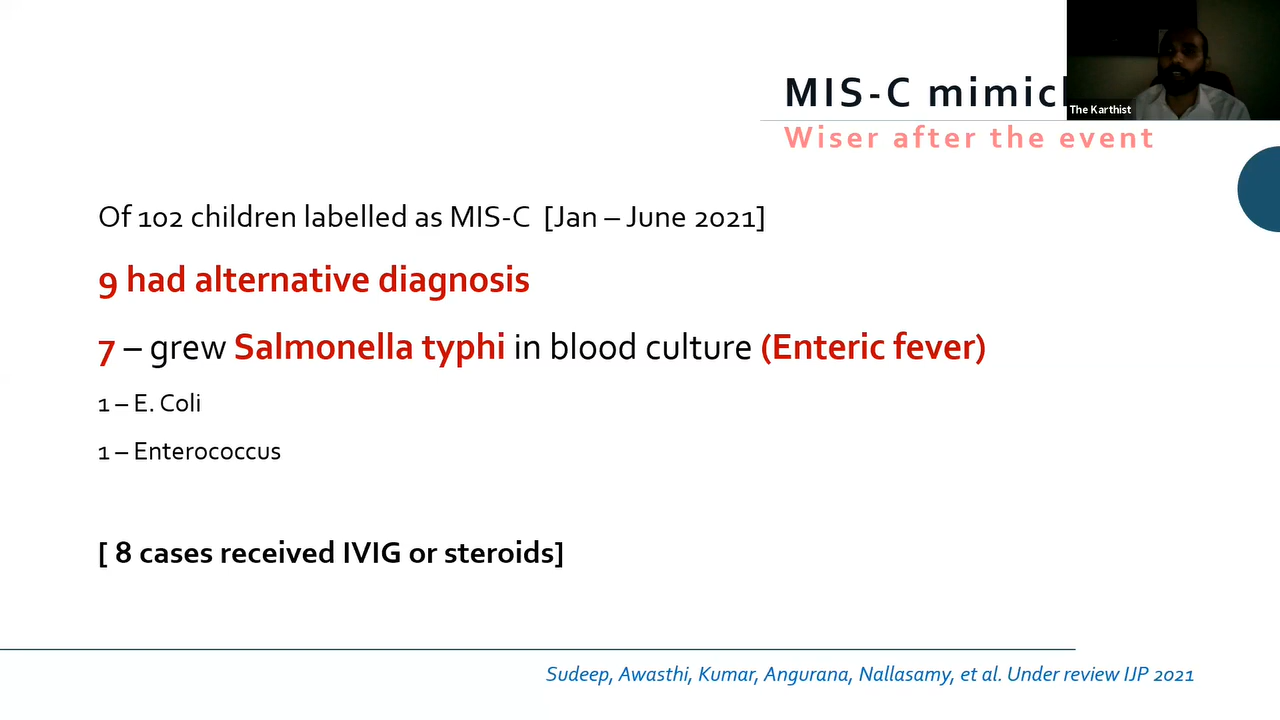 MIS-C mimic
The Karthist
Wiser after the event
Of 102 children labelled as MIS-C [Jan – June 2021]
9 had alternative diagnosis
7 – grew Salmonella typhi in blood culture (Enteric fever)
1 – E. Coli
1 – Enterococcus
[ 8 cases received IVIG or steroids]
Sudeep, Awasthi, Kumar, Angurana, Nallasamy, et al. Under review IJP 2021